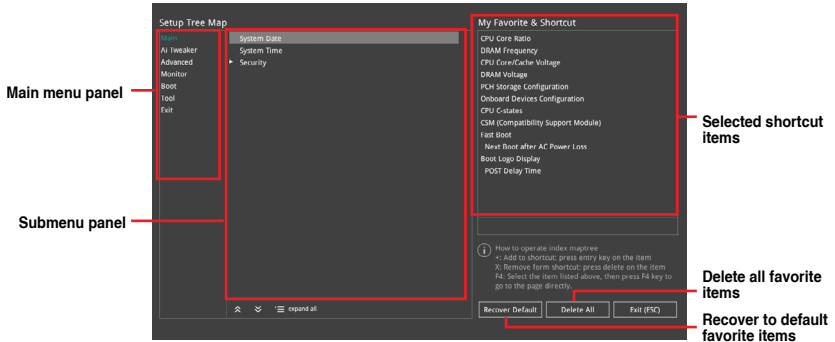 Setup Tree Map
Main
Ai Tweaker
Advanced
Monitor
Boot
Tool
Exit
System Date
System Time
Security
expand all
My Favorite & Shortcut
CPU Core Ratio
DRAM Frequency
CPU Core/Cache Voltage
DRAM Voltage
PCH Storage Configuration
Onboard Devices Configuration
CPU C-states
CSM (Compatibility Support Module)
Fast Boot
Next Boot after AC Power Loss
Boot Logo Display
POST Delay Time
How to operate index maptree
+: Add to shortcut: press entry key on the item
X: Remove form shortcut: press delete on the item
F4: Select the item listed above, then press F4 key to
go to the page directly.
Recover Default
Delete All
Exit (ESC)
Main menu panel
Submenu panel
Selected shortcut
items
Delete all favorite
items
Recover to default
favorite items